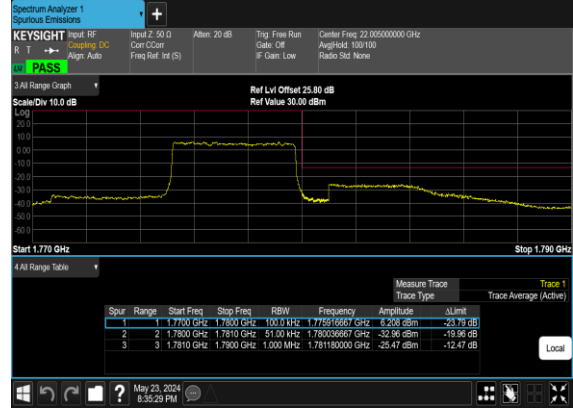 Spectrum Analyzer 1
Spurious Emissions
KEYSIGHT
R T
LU PASS
Input: RF
Coupling: DC
Align: Auto
Input Z: 50 Ω
Corr CCorr
Freq Ref: Int (S)
Atten: 20 dB
Trig: Free Run
Gate: Off
IF Gain: Low
Center Freq: 22.005000000 GHz
Avg|Hold: 100/100
Radio Std: None
3 All Range Graph
Scale/Div 10.0 dB
Ref Lvl Offset 25.80 dB
Ref Value 30.00 dBm
Log
20.0
10.0
0.00
-10.0
-20.0
-30.0
-40.0
-50.0
-60.0
Start 1.770 GHz
Stop 1.790 GHz
4 All Range Table
Measure Trace Trace 1
Trace Type Trace Average (Active)
Spur Range Start Freq Stop Freq RBW Frequency Amplitude ΔLimit
1 1 1.7700 GHz 1.7800 GHz 100.0 kHz 1.775916667 GHz 6.208 dBm -23.79 dB
2 2 1.7800 GHz 1.7810 GHz 51.00 kHz 1.780036667 GHz -32.96 dBm -19.96 dB
3 3 1.7810 GHz 1.7900 GHz 1.000 MHz 1.781180000 GHz -25.47 dBm -12.47 dB
Local
?
May 23, 2024
8:35:29 PM